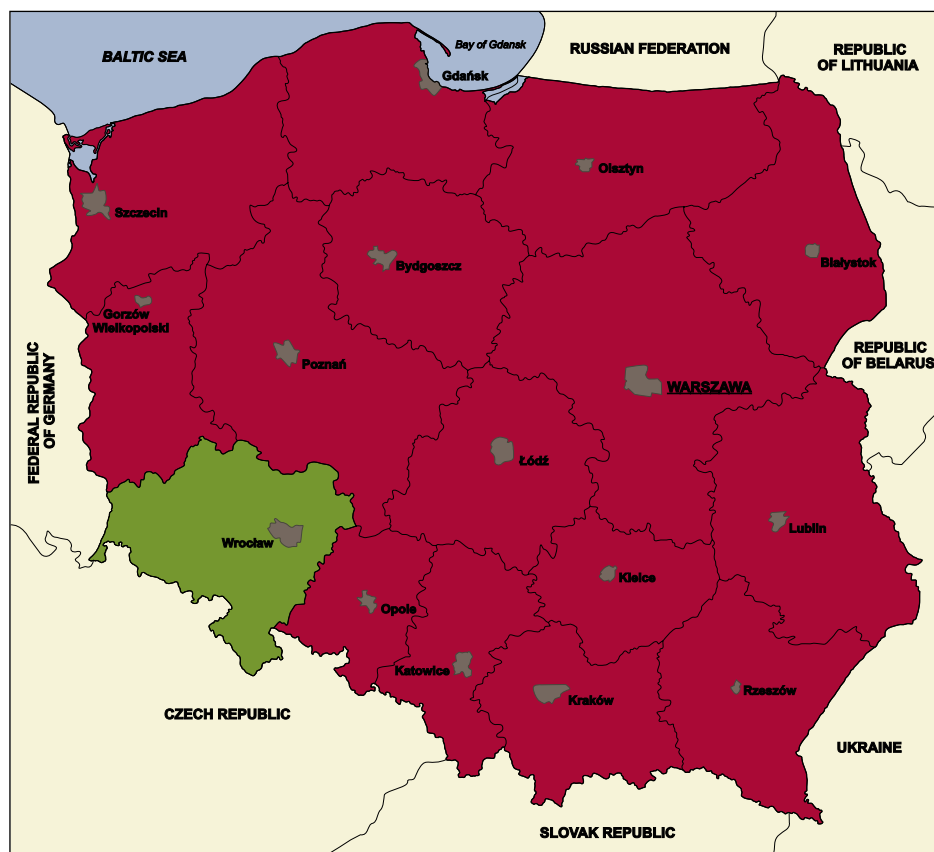 BALTIC SEA
Bay of Gdansk
RUSSIAN FEDERATION
REPUBLIC
OF LITHUANIA
Gdańsk
Olsztyn
Szczecin
Bydgoszcz
Białystok
Gorzów
Wielkopolski
Poznań
WARSZAWA
REPUBLIC
OF BELARUS
FEDERAL REPUBLIC
OF GERMANY
Łódź
Wrocław
Lublin
Kielce
Opole
Katowice
Kraków
Rzeszów
CZECH REPUBLIC
UKRAINE
SLOVAK REPUBLIC